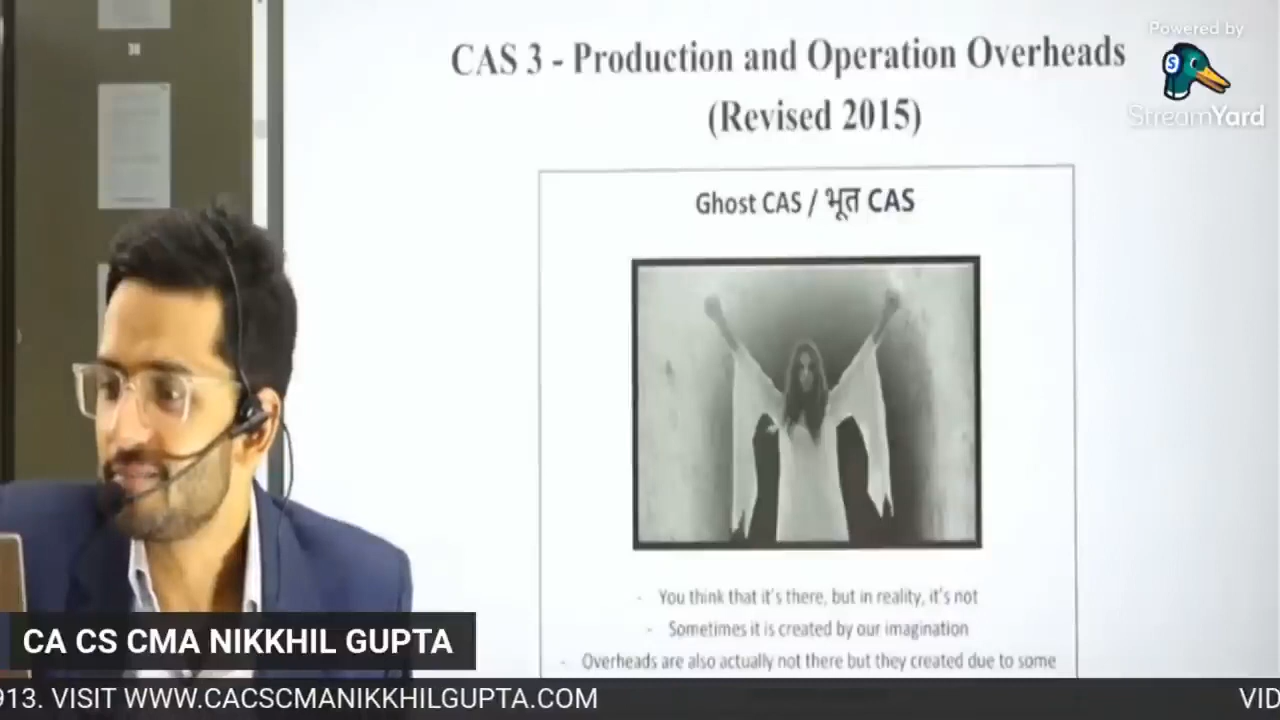 Powered by
StreamYard
CAS 3 - Production and Operation Overheads
(Revised 2015)
Ghost CAS / भूत CAS
- You think that it's there, but in reality, it's not
- Sometimes it is created by our imagination
- Overheads are also actually not there but they created due to some
CA CS CMA NIKKHIL GUPTA
913. VISIT WWW.CACSCMANIKKHILGUPTA.COM
VID